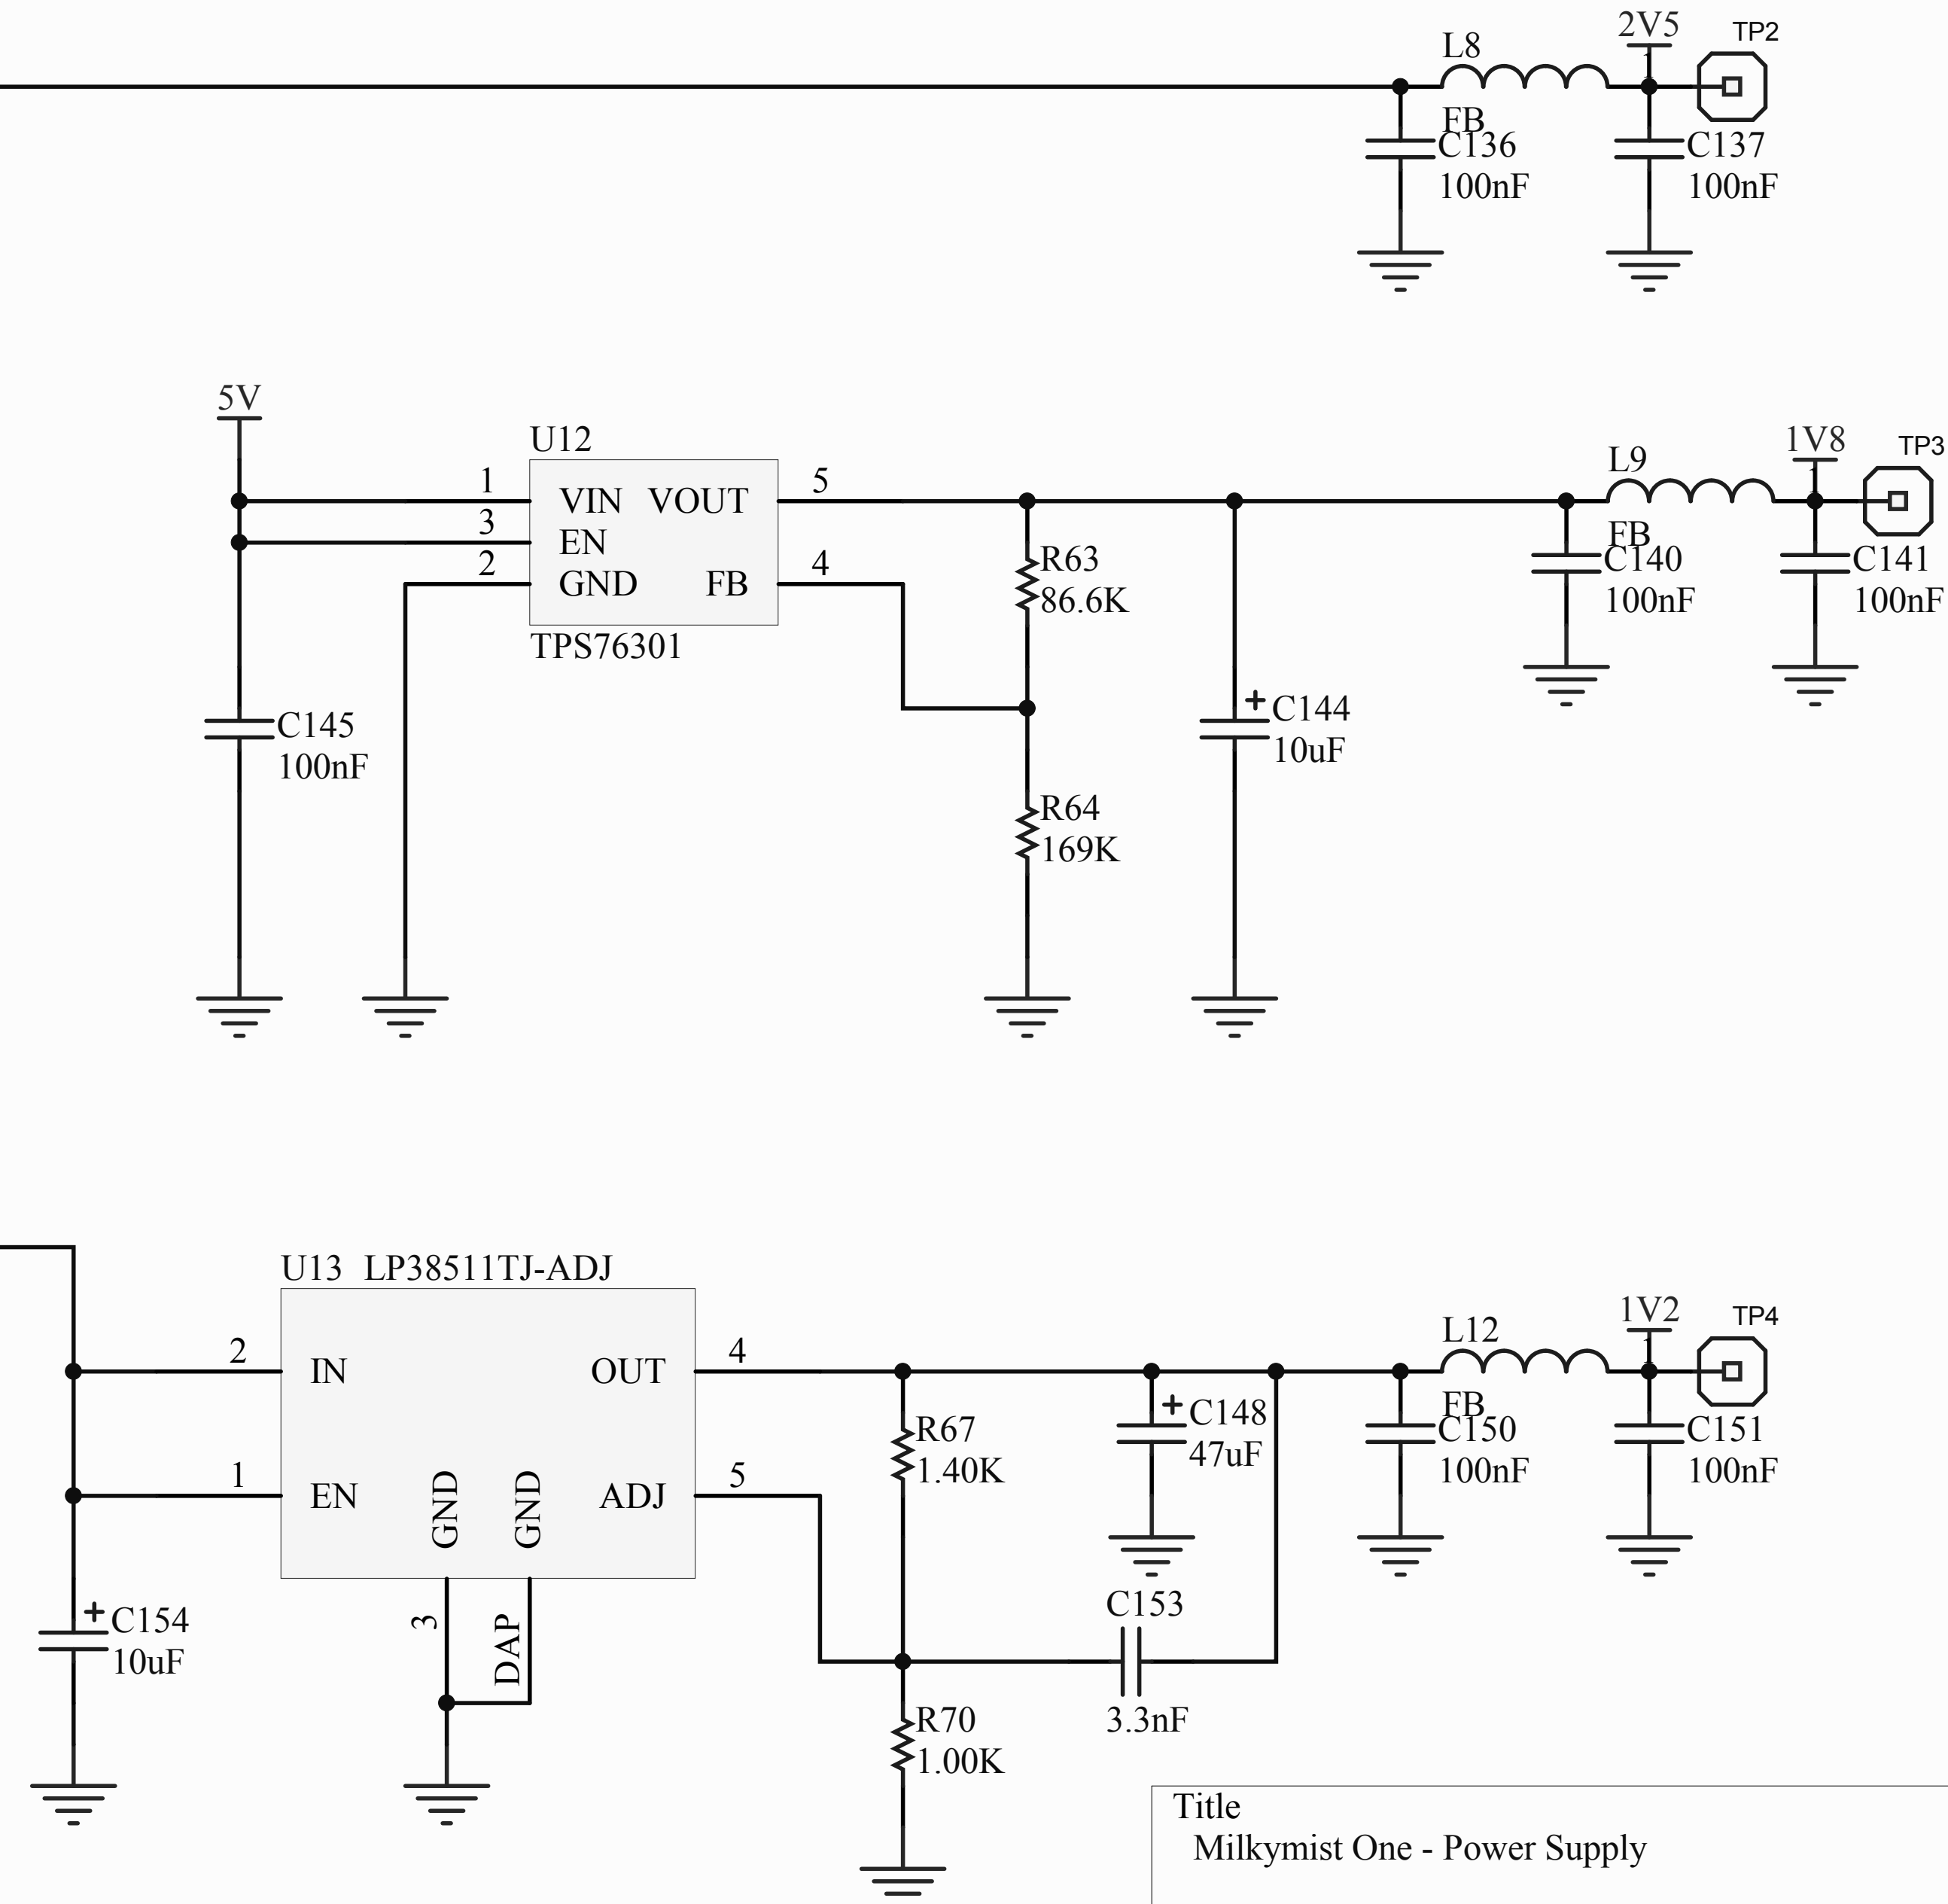 2V5
TP2
L8
1
FB
C136
100nF
C137
100nF
5V
U12
1
VIN
VOUT
5
3
EN
2
GND
FB
4
TPS76301
R63
86.6K
L9
1V8
TP3
1
FB
C140
100nF
C141
100nF
C145
100nF
C144
10uF
R64
169K
U13 LP38511TJ-ADJ
2
IN
OUT
4
1
EN
GND
GND
ADJ
5
3
DAP
C154
10uF
R67
1.40K
C148
47uF
L12
1V2
TP4
1
FB
C150
100nF
C151
100nF
C153
3.3nF
R70
1.00K
Title
Milkymist One - Power Supply